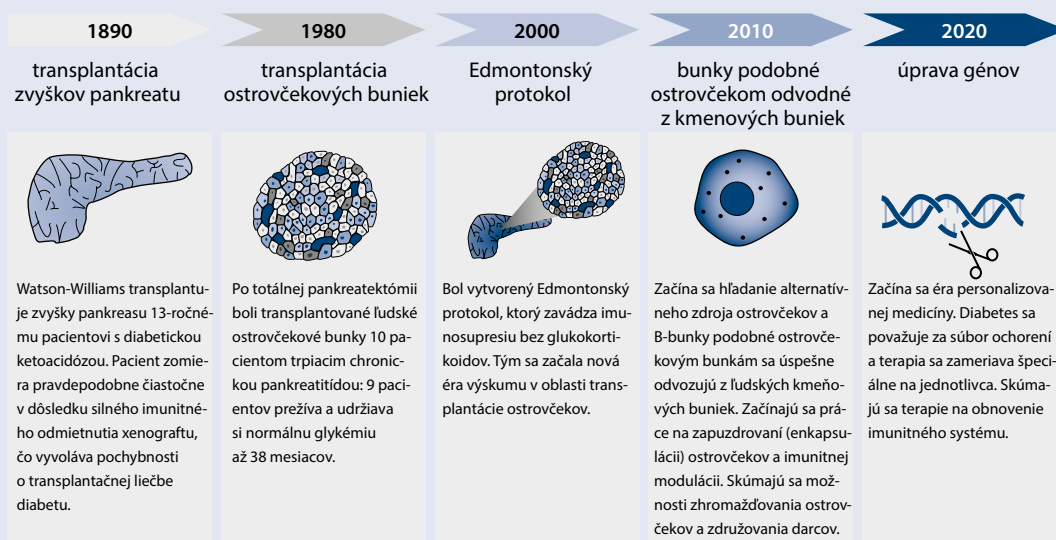 1890
transplantácia
zvyškov pankreatu
Watson-Williams transplantu-
je zvyšky pankreasu 13-ročné-
mu pacientovi s diabetickou
ketoacidózou. Pacient zomie-
ra pravdepodobne čiastočne
v dôsledku silného imunitné-
ho odmietnutia xenograftu,
čo vyvoláva pochybnosti
o transplantačnej liečbe
diabetu.
1980
transplantácia
ostrovčekových buniek
Po totálnej pankreatektómii
boli transplantované ľudské
ostrovčekové bunky 10 pa-
cientom trpiacim chronic-
kou pankreatitídou: 9 paci-
entov prežíva a udržiava
si normálnu glykémiu
až 38 mesiacov.
2000
Edmontonský
protokol
Bol vytvorený Edmontonský
protokol, ktorý zavádza imu-
nosupresiu bez glukokorti-
koidov. Tým sa začala nová
éra výskumu v oblasti trans-
plantácie ostrovčekov.
2010
bunky podobné
ostrovčekom odvodné
z kmenových buniek
Začína sa hľadanie alternatív-
neho zdroja ostrovčekov a
B-bunky podobné ostrovče-
kovým bunkám sa úspešne
odvozujú z ľudských kmeňo-
vých buniek. Začínajú sa prá-
ce na zapuzdrovaní (enkapsu-
lácii) ostrovčekov a imunitnej
modulácii. Skúmajú sa mož-
nosti zhromažďovania ostrov-
čekov a združovania darcov.
2020
úprava génov
Začína sa éra personalizova-
nej medicíny. Diabetes sa
považuje za súbor ochorení
a terapia sa zameriava špeci-
álne na jednotlivca. Skúma-
jú sa terapie na obnovenie
imunitného systému.